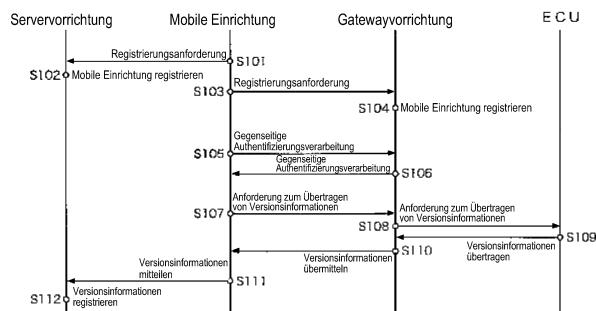 Servervorrichtung
Mobile Einrichtung
Gatewayvorrichtung
ECU
Registrierungsanforderung
S101
S102
Mobile Einrichtung registrieren
Registrierungsanforderung
S103
S104
Mobile Einrichtung registrieren
Gegenseitige
Authentifizierungsverarbeitung
S105
Gegenseitige
Authentifizierungsverarbeitung
S106
Anforderung zum Übertragen
von Versionsinformationen
S107
Anforderung zum Übertragen
von Versionsinformationen
S108
S109
Versionsinformationen
übertragen
S110
Versionsinformationen
übermitteln
Versionsinformationen
mitteilen
S111
S112
Versionsinformationen
registrieren